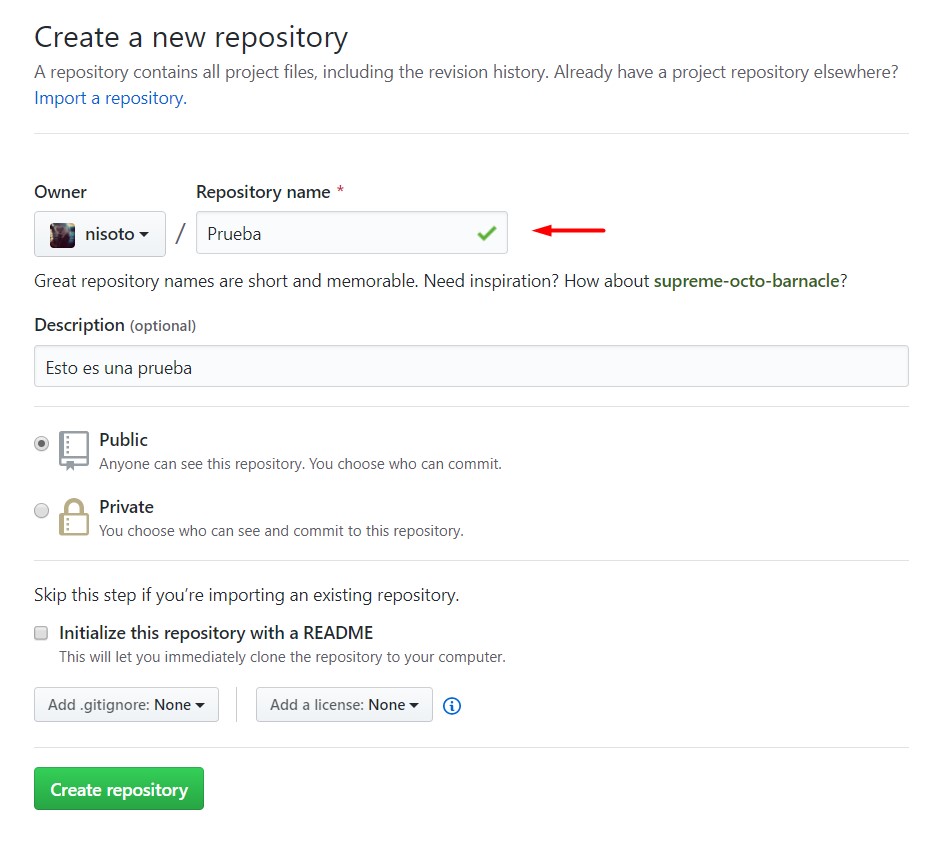 Create a new repository
A repository contains all project files, including the revision history. Already have a project repository elsewhere?
Import a repository.
Owner
Repository name *
nisoto
/
Prueba
Great repository names are short and memorable. Need inspiration? How about supreme-octo-barnacle?
Description (optional)
Esto es una prueba
Public
Anyone can see this repository. You choose who can commit.
Private
You choose who can see and commit to this repository.
Skip this step if you’re importing an existing repository.
Initialize this repository with a README
This will let you immediately clone the repository to your computer.
Add .gitignore: None
Add a license: None
Create repository